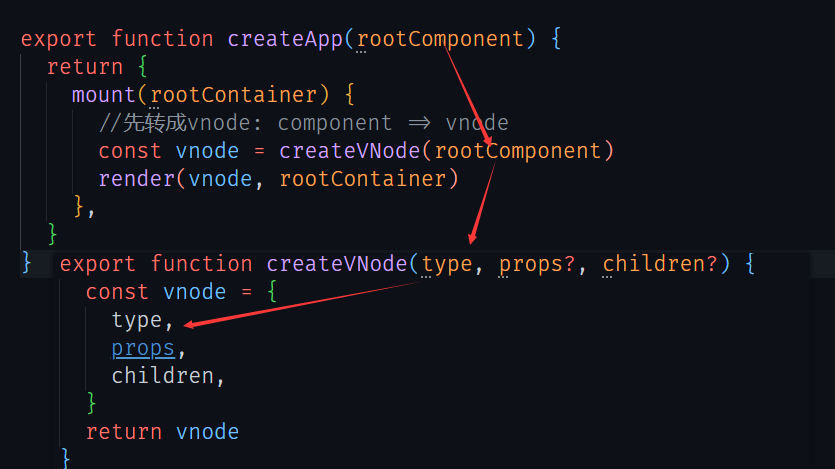 export function createApp(rootComponent) {
return {
mount(rootContainer) {
//先转成vnode: component => vnode
const vnode = createVNode(rootComponent)
render(vnode, rootContainer)
},
}
}
export function createVNode(type, props?, children?) {
const vnode = {
type,
props,
children,
}
return vnode
}